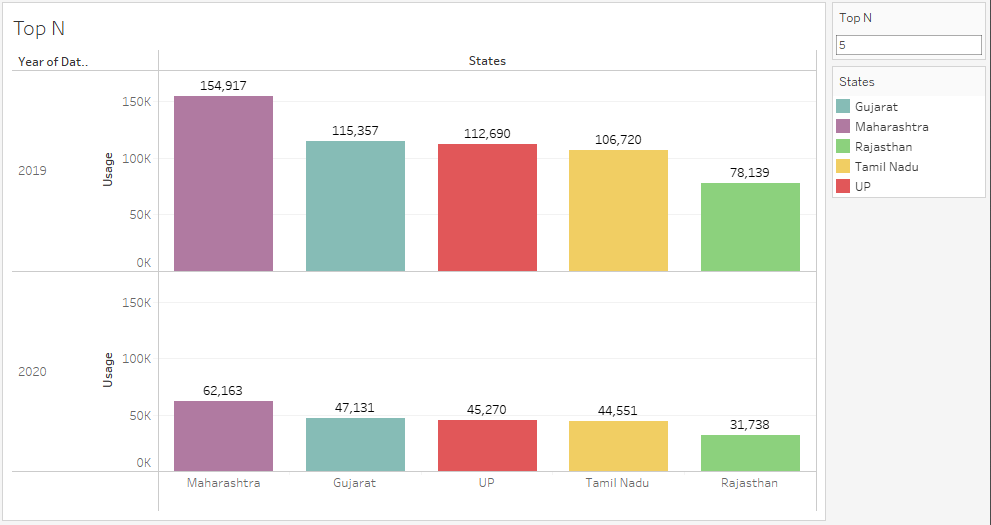 Top N
Year of Dat..
States
2019
Usage
150K
100K
50K
0K
154,917
115,357
112,690
106,720
78,139
2020
Usage
150K
100K
50K
0K
62,163
47,131
45,270
44,551
31,738
Maharashtra
Gujarat
UP
Tamil Nadu
Rajasthan
Top N
5
States
Gujarat
Maharashtra
Rajasthan
Tamil Nadu
UP